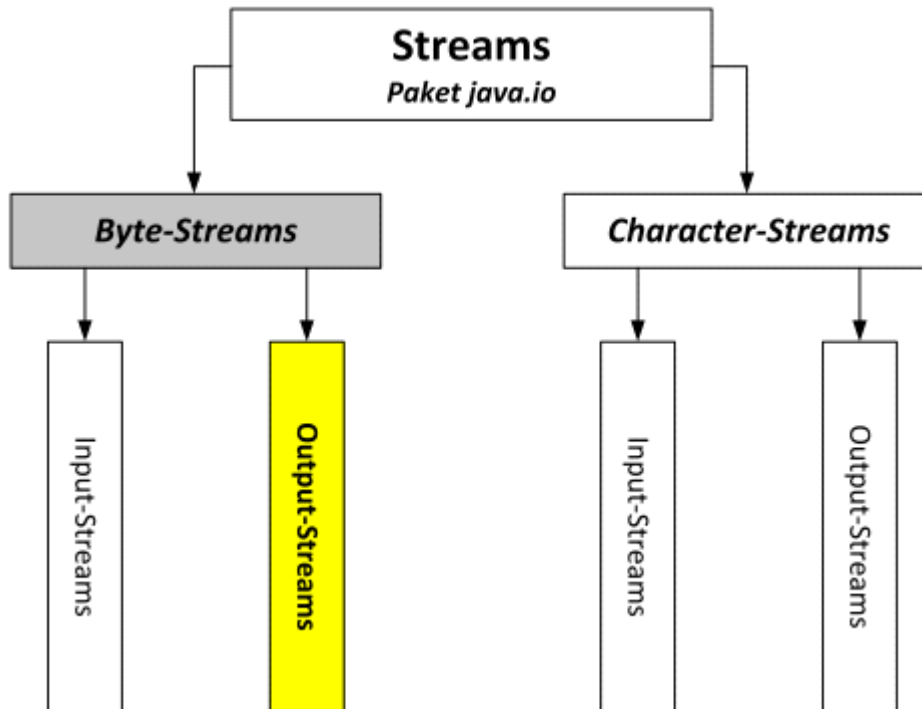 Streams
Paket java.io
Byte-Streams
Character-Streams
Input-Streams
Output-Streams
Input-Streams
Output-Streams